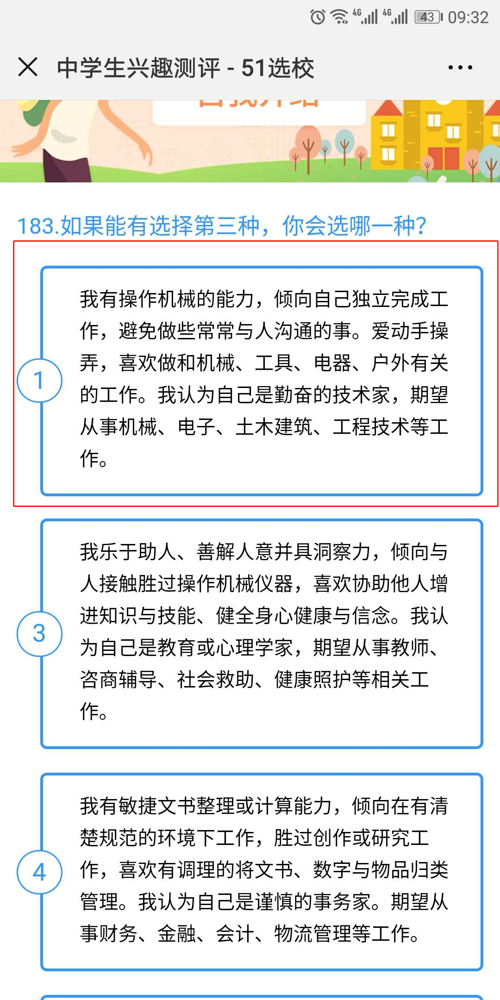 4G 4G 43 09:32
中学生兴趣测评 - 51选校
自我介绍
183.如果能有选择第三种，你会选哪一种？
我有操作机械的能力，倾向自己独立完成工
作，避免做些常常与人沟通的事。爱动手操
弄，喜欢做和机械、工具、电器、户外有关
1
的工作。我认为自己是勤奋的技术家，期望
从事机械、电子、土木建筑、工程技术等工
作。
我乐于助人、善解人意并具洞察力，倾向与
人接触胜过操作机械仪器，喜欢协助他人增
进知识与技能、健全身心健康与信念。我认
3
为自己是教育或心理学家，期望从事教师、
咨商辅导、社会救助、健康照护等相关工
作。
我有敏捷文书整理或计算能力，倾向在有清
楚规范的环境下工作，胜过创作或研究工
作，喜欢有调理的将文书、数字与物品归类
4
管理。我认为自己是谨慎的事务家。期望从
事财务、金融、会计、物流管理等工作。